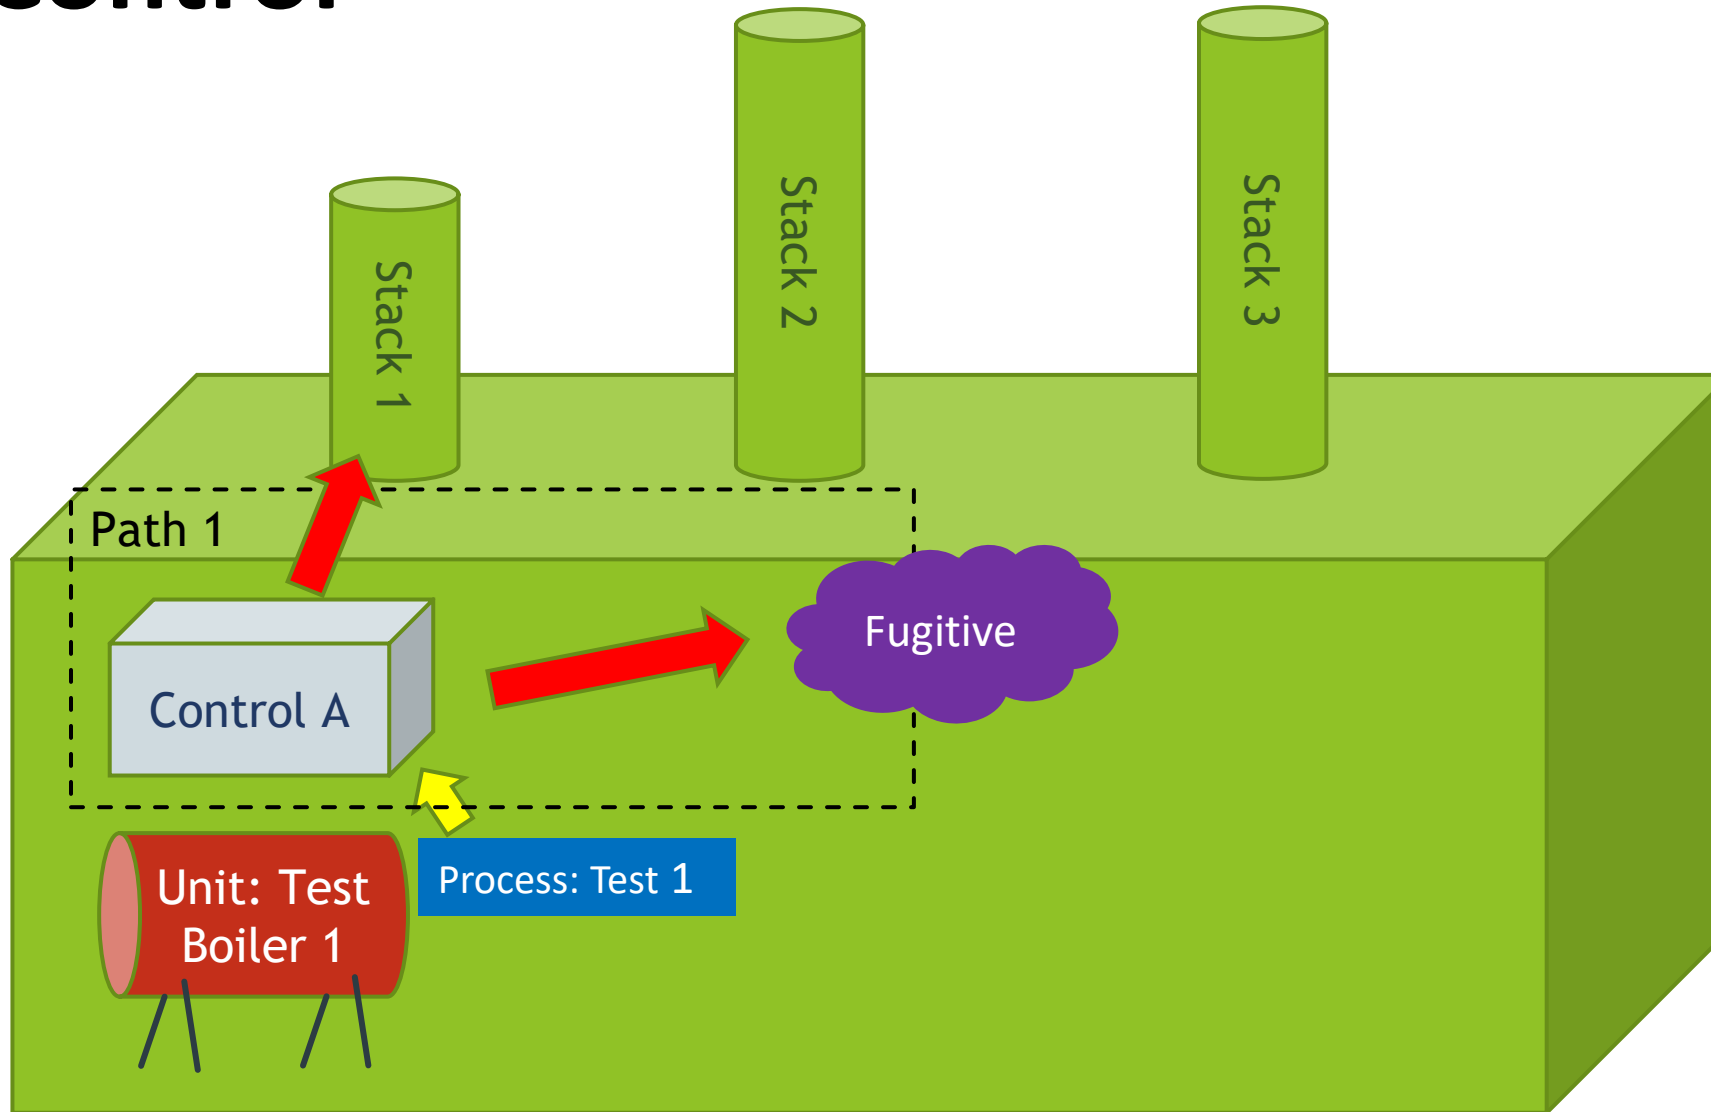 Stack 1
Stack 2
Stack 3
Path 1
Fugitive
Control A
Unit: Test
Boiler 1
Process: Test 1